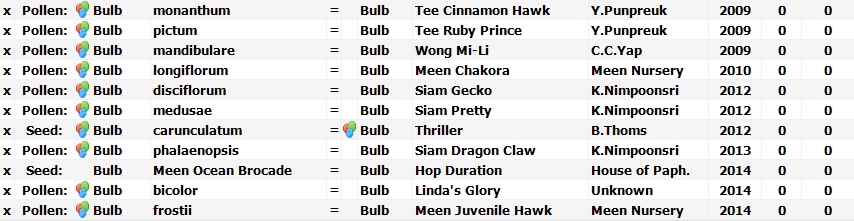 x Pollen: Bulb monanthum = Bulb Tee Cinnamon Hawk Y.Punpreuk 2009 0 0
x Pollen: Bulb pictum = Bulb Tee Ruby Prince Y.Punpreuk 2009 0 0
x Pollen: Bulb mandibulare = Bulb Wong Mi-Li C.C.Yap 2009 0 0
x Pollen: Bulb longiflorum = Bulb Meen Chakora Meen Nursery 2010 0 0
x Pollen: Bulb disciflorum = Bulb Siam Gecko K.Nimpoonsri 2012 0 0
x Pollen: Bulb medusae = Bulb Siam Pretty K.Nimpoonsri 2012 0 0
x Seed: Bulb carunculatum = Bulb Thriller B.Thoms 2012 0 0
x Pollen: Bulb phalaenopsis = Bulb Siam Dragon Claw K.Nimpoonsri 2013 0 0
x Seed: Bulb Meen Ocean Brocade = Bulb Hop Duration House of Paph. 2014 0 0
x Pollen: Bulb bicolor = Bulb Linda's Glory Unknown 2014 0 0
x Pollen: Bulb frostii = Bulb Meen Juvenile Hawk Meen Nursery 2014 0 0